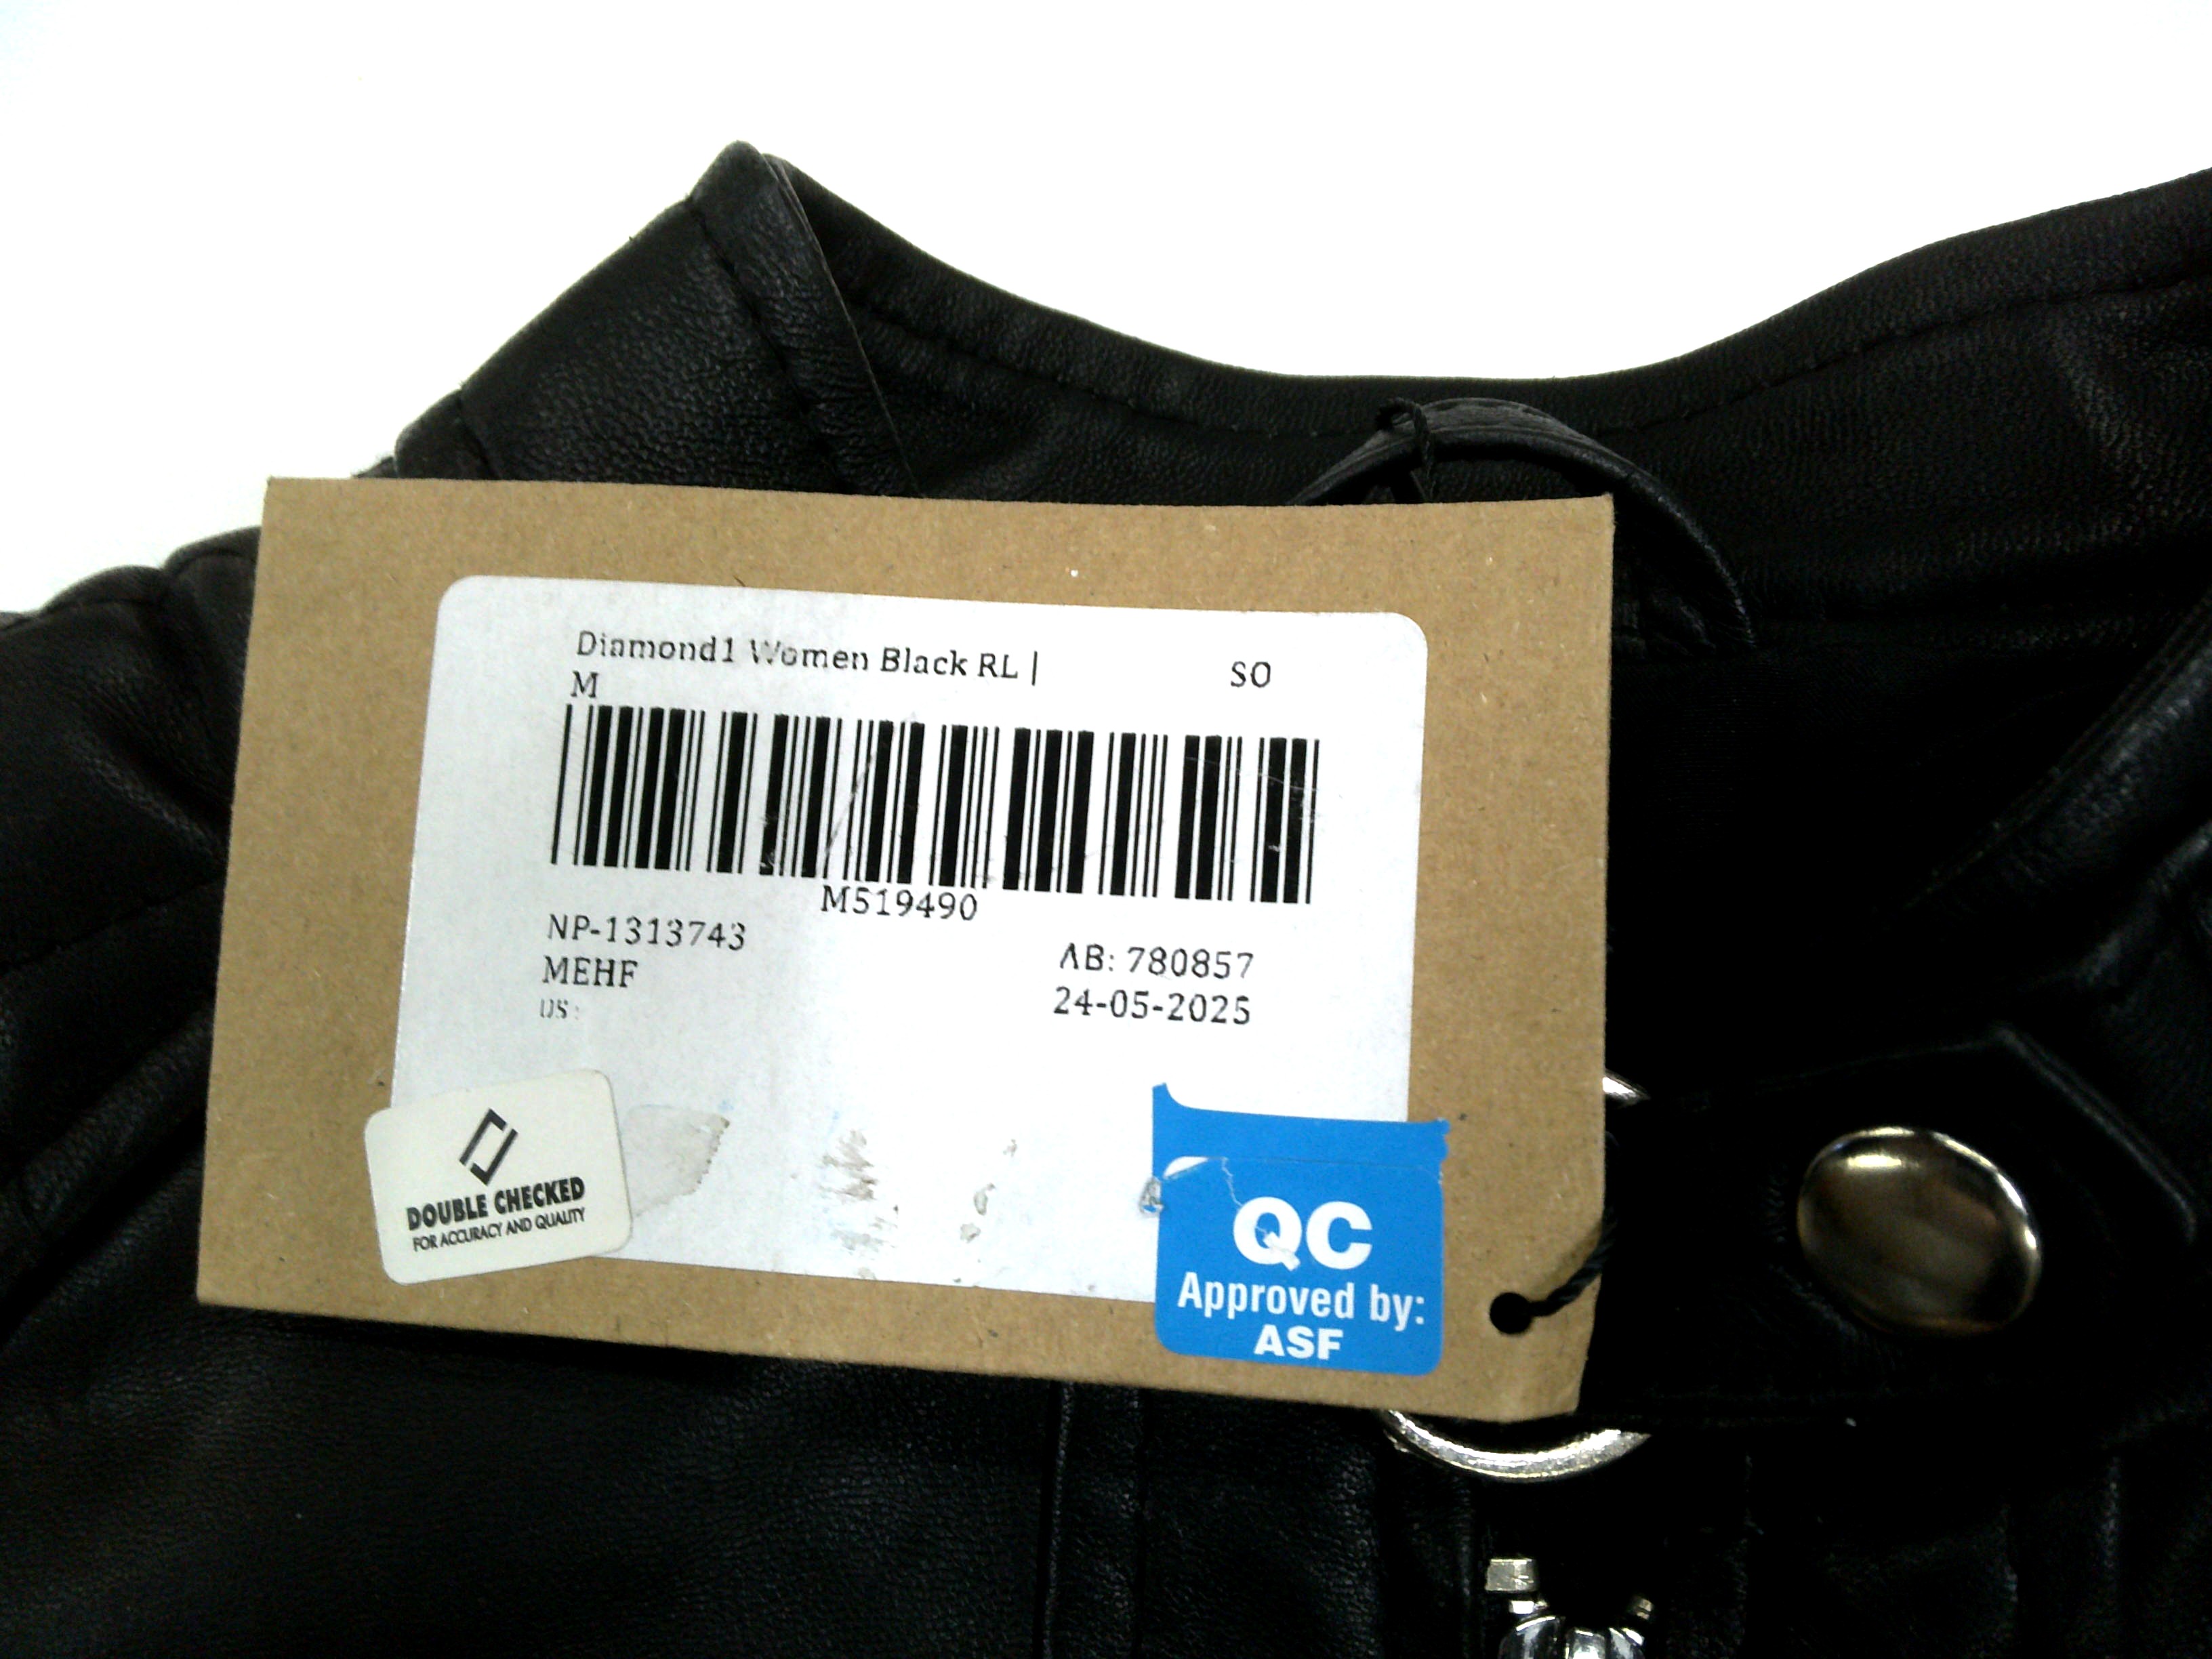 Diamond1 Women Black RL | SO
M
M519490
NP-1313743
AB: 780857
MEHF
24-05-2025
US:
DOUBLE CHECKED
FOR ACCURACY AND QUALITY
QC
Approved by:
ASF